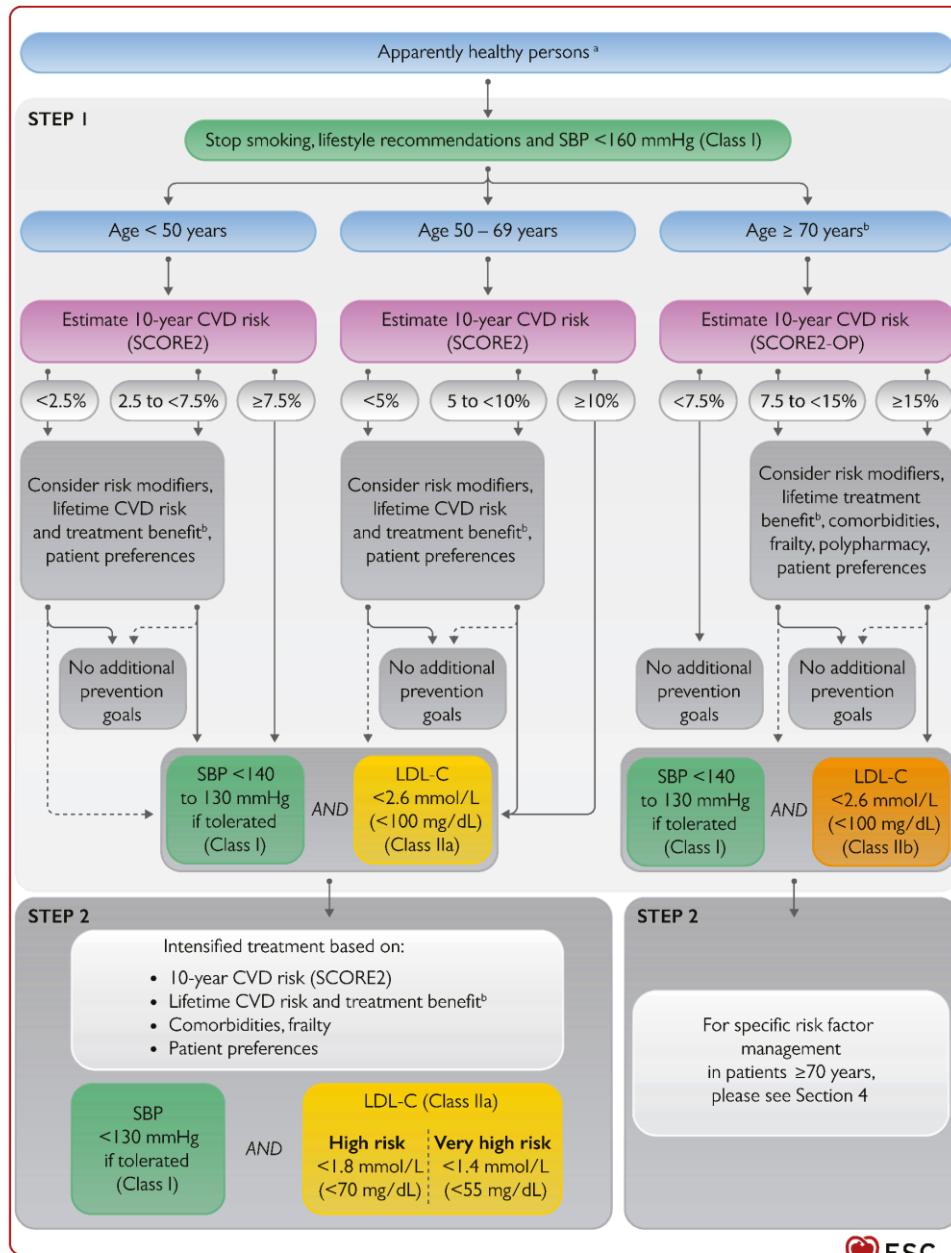 Apparently healthy persons ᵃ
STEP 1
Stop smoking, lifestyle recommendations and SBP <160 mmHg (Class I)
Age < 50 years
Age 50 – 69 years
Age ≥ 70 yearsᵇ
Estimate 10-year CVD risk
(SCORE2)
Estimate 10-year CVD risk
(SCORE2)
Estimate 10-year CVD risk
(SCORE2-OP)
<2.5%
2.5 to <7.5%
≥7.5%
<5%
5 to <10%
≥10%
<7.5%
7.5 to <15%
≥15%
Consider risk modifiers,
lifetime CVD risk
and treatment benefitᵇ,
patient preferences
Consider risk modifiers,
lifetime CVD risk
and treatment benefitᵇ,
patient preferences
Consider risk modifiers,
lifetime treatment
benefitᵇ, comorbidities,
frailty, polypharmacy,
patient preferences
No additional
prevention
goals
No additional
prevention
goals
No additional
prevention
goals
No additional
prevention
goals
SBP <140
to 130 mmHg
if tolerated
(Class I)
AND
LDL-C
<2.6 mmol/L
(<100 mg/dL)
(Class IIa)
SBP <140
to 130 mmHg
if tolerated
(Class I)
AND
LDL-C
<2.6 mmol/L
(<100 mg/dL)
(Class IIb)
STEP 2
Intensified treatment based on:
• 10-year CVD risk (SCORE2)
• Lifetime CVD risk and treatment benefitᵇ
• Comorbidities, frailty
• Patient preferences
SBP
<130 mmHg
if tolerated
(Class I)
AND
LDL-C (Class IIa)
High risk
<1.8 mmol/L
(<70 mg/dL)
Very high risk
<1.4 mmol/L
(<55 mg/dL)
STEP 2
For specific risk factor
management
in patients ≥70 years,
please see Section 4
ESC